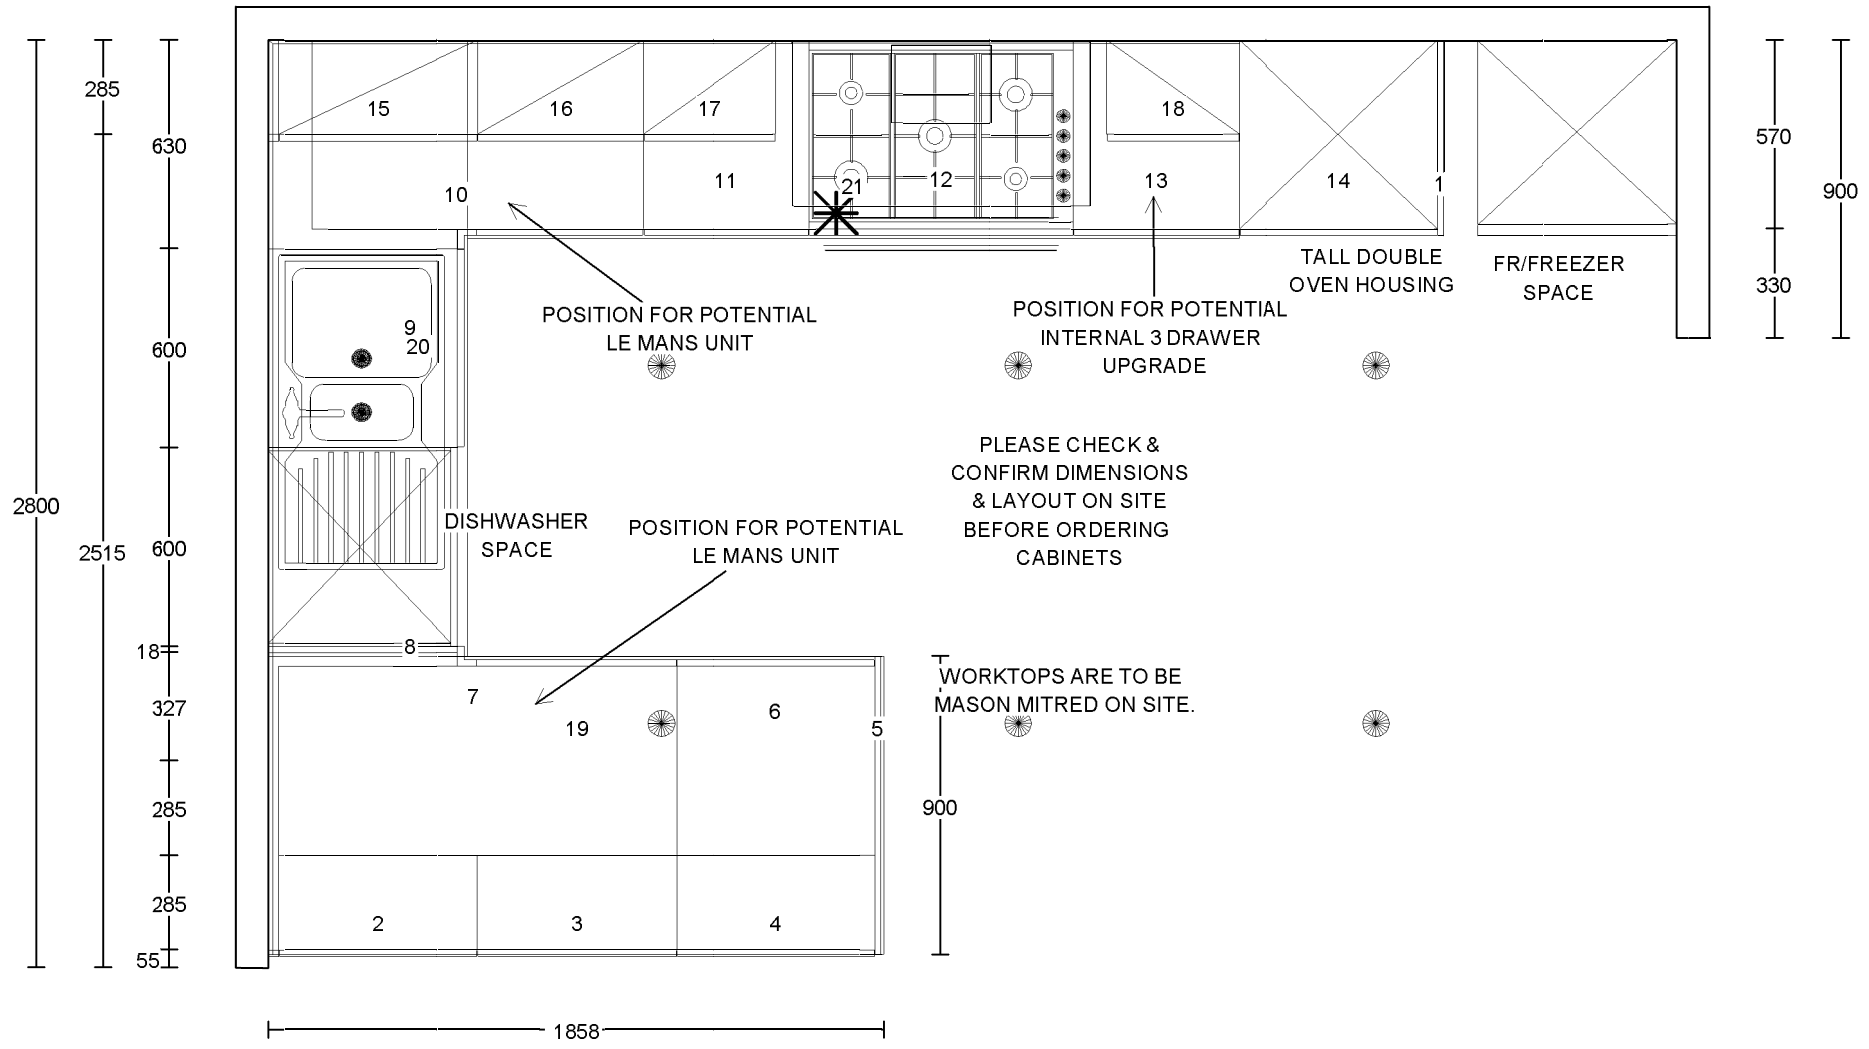 285
630
15
16
17
18
570
900
10
11
21
12
13
14
1
TALL DOUBLE
OVEN HOUSING
FR/FREEZER
SPACE
330
POSITION FOR POTENTIAL
LE MANS UNIT
POSITION FOR POTENTIAL
INTERNAL 3 DRAWER
UPGRADE
9
20
600
PLEASE CHECK &
CONFIRM DIMENSIONS
& LAYOUT ON SITE
BEFORE ORDERING
CABINETS
2800
2515
600
DISHWASHER
SPACE
POSITION FOR POTENTIAL
LE MANS UNIT
18
8
WORKTOPS ARE TO BE
MASON MITRED ON SITE.
327
7
19
6
5
285
900
285
2
3
4
55
1858